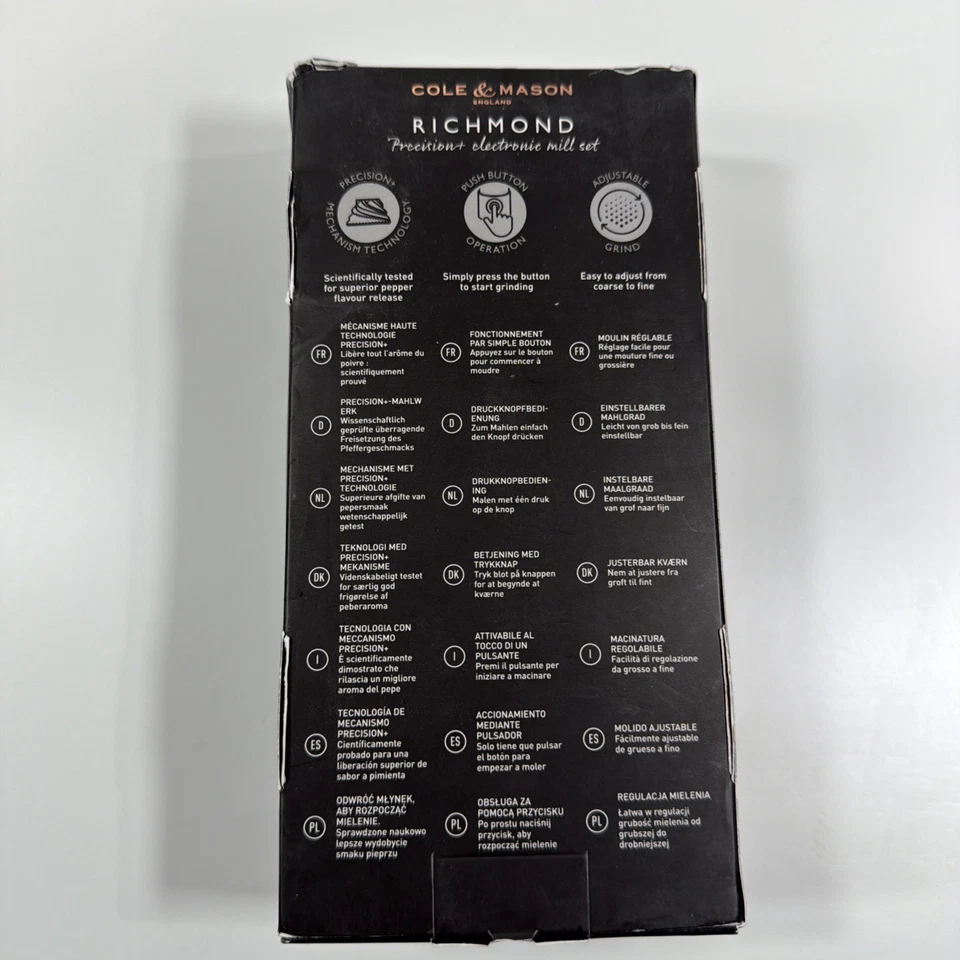 COLE & MASON
ENGLAND
RICHMOND
Precision+ electronic mill set
PRECISION+
MECHANISM TECHNOLOGY
Scientifically tested
for superior pepper
flavour release
PUSH BUTTON
OPERATION
Simply press the button
to start grinding
ADJUSTABLE
GRIND
Easy to adjust from
coarse to fine
FR
MÉCANISME HAUTE
TECHNOLOGIE
PRECISION+
Libère tout l'arôme du
poivre :
scientifiquement
prouvé
FR
FONCTIONNEMENT
PAR SIMPLE BOUTON
Appuyez sur le bouton
pour commencer à
moudre
FR
MOULIN RÉGLABLE
Réglage facile pour
une mouture fine ou
grossière
D
PRECISION+-MAHLW
ERK
Wissenschaftlich
geprüfte überragende
Freisetzung des
Pfeffergeschmacks
D
DRUCKKNOPFBEDI-
ENUNG
Zum Mahlen einfach
den Knopf drücken
D
EINSTELLBARER
MAHLGRAD
Leicht von grob bis fein
einstellbar
NL
MECHANISME MET
PRECISION+
TECHNOLOGIE
Superieure afgifte van
pepersmaak
wetenschappelijk
getest
NL
DRUKKNOPBEDIEN-
ING
Malen met één druk
op de knop
NL
INSTELBARE
MAALGRAAD
Eenvoudig instelbaar
van grof naar fijn
DK
TEKNOLOGI MED
PRECISION+
MEKANISME
Videnskabeligt testet
for særlig god
frigørelse af
peberaroma
DK
BETJENING MED
TRYKKNAP
Tryk blot på knappen
for at begynde at
kværne
DK
JUSTERBAR KVÆRN
Nem at justere fra
groft til fint
I
TECNOLOGIA CON
MECCANISMO
PRECISION+
È scientificamente
dimostrato che
rilascia un migliore
aroma del pepe
I
ATTIVABILE AL
TOCCO DI UN
PULSANTE
Premi il pulsante per
iniziare a macinare
I
MACINATURA
REGOLABILE
Facilità di regolazione
da grosso a fine
ES
TECNOLOGÍA DE
MECANISMO
PRECISION+
Científicamente
probado para una
liberación superior de
sabor a pimienta
ES
ACCIONAMIENTO
MEDIANTE
PULSADOR
Solo tiene que pulsar
el botón para
empezar a moler
ES
MOLIDO AJUSTABLE
Fácilmente ajustable
de grueso a fino
PL
ODWRÓĆ MŁYNEK,
ABY ROZPOCZĄĆ
MIELENIE.
Sprawdzone naukowo
lepsze wydobycie
smaku pieprzu
PL
OBSŁUGA ZA
POMOCĄ PRZYCISKU
Po prostu naciśnij
przycisk, aby
rozpocząć mielenie
PL
REGULACJA MIELENIA
Łatwa w regulacji
grubość mielenia od
grubszej do
drobniejszej